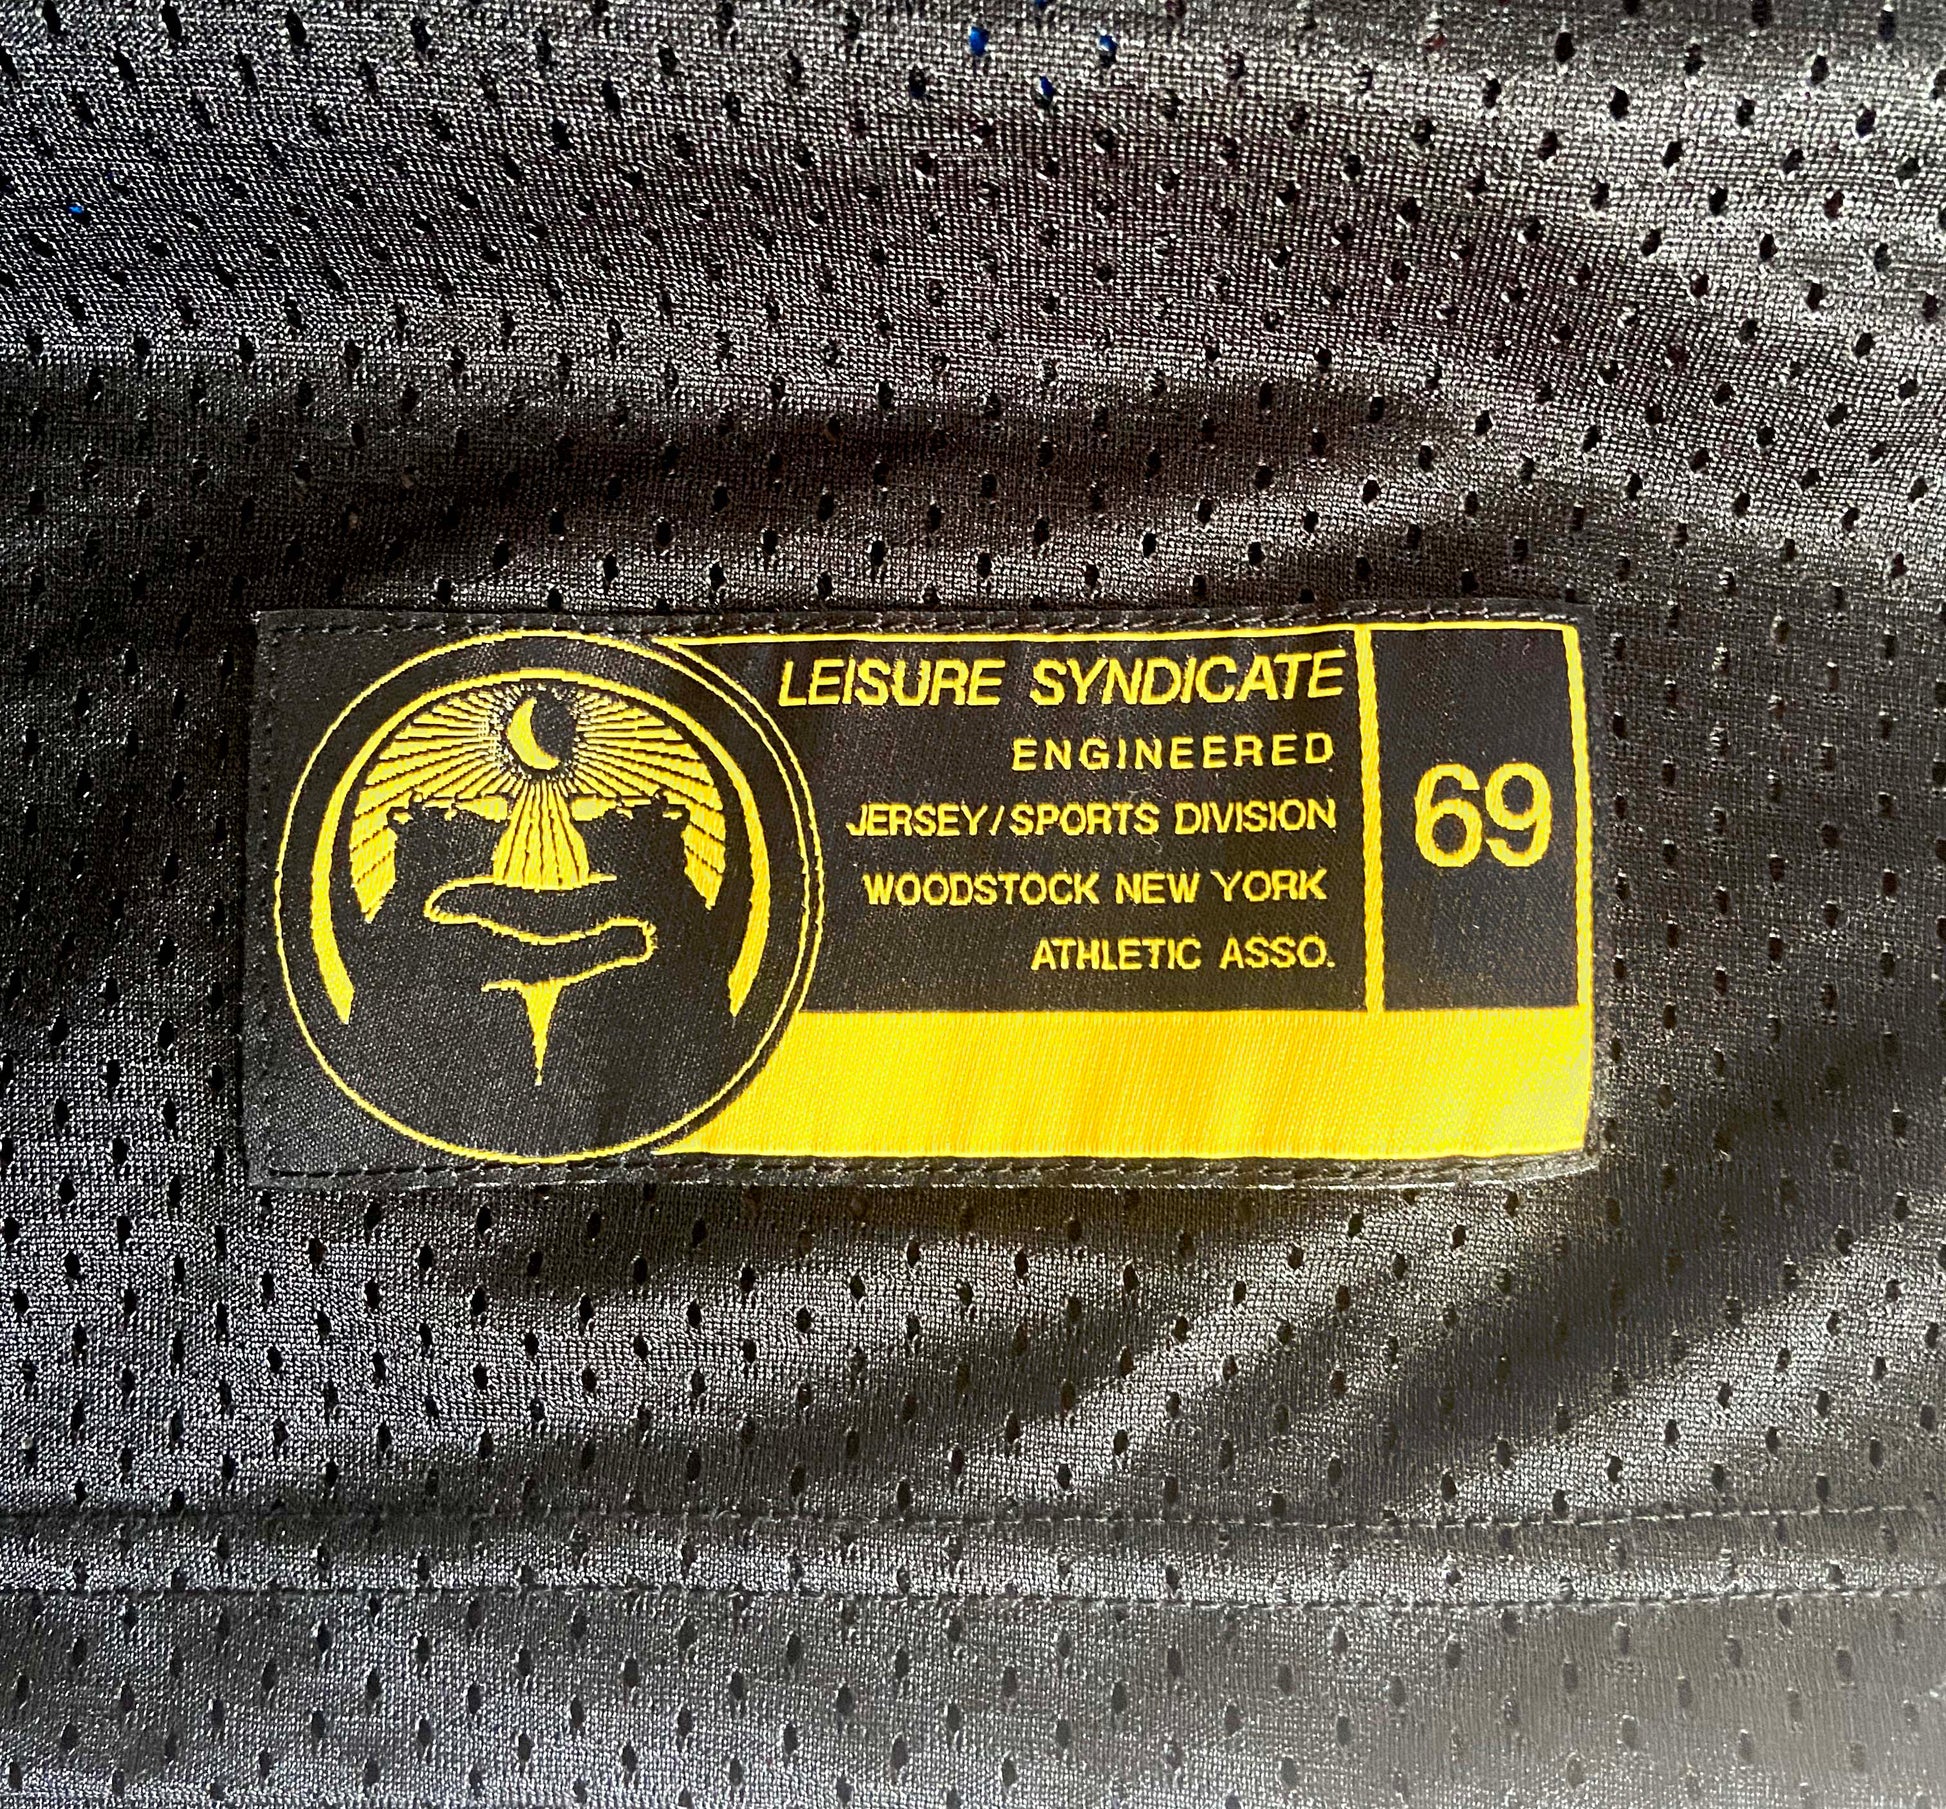 LEISURE SYNDICATE
ENGINEERED
JERSEY/SPORTS DIVISION
WOODSTOCK NEW YORK
ATHLETIC ASSO.
69